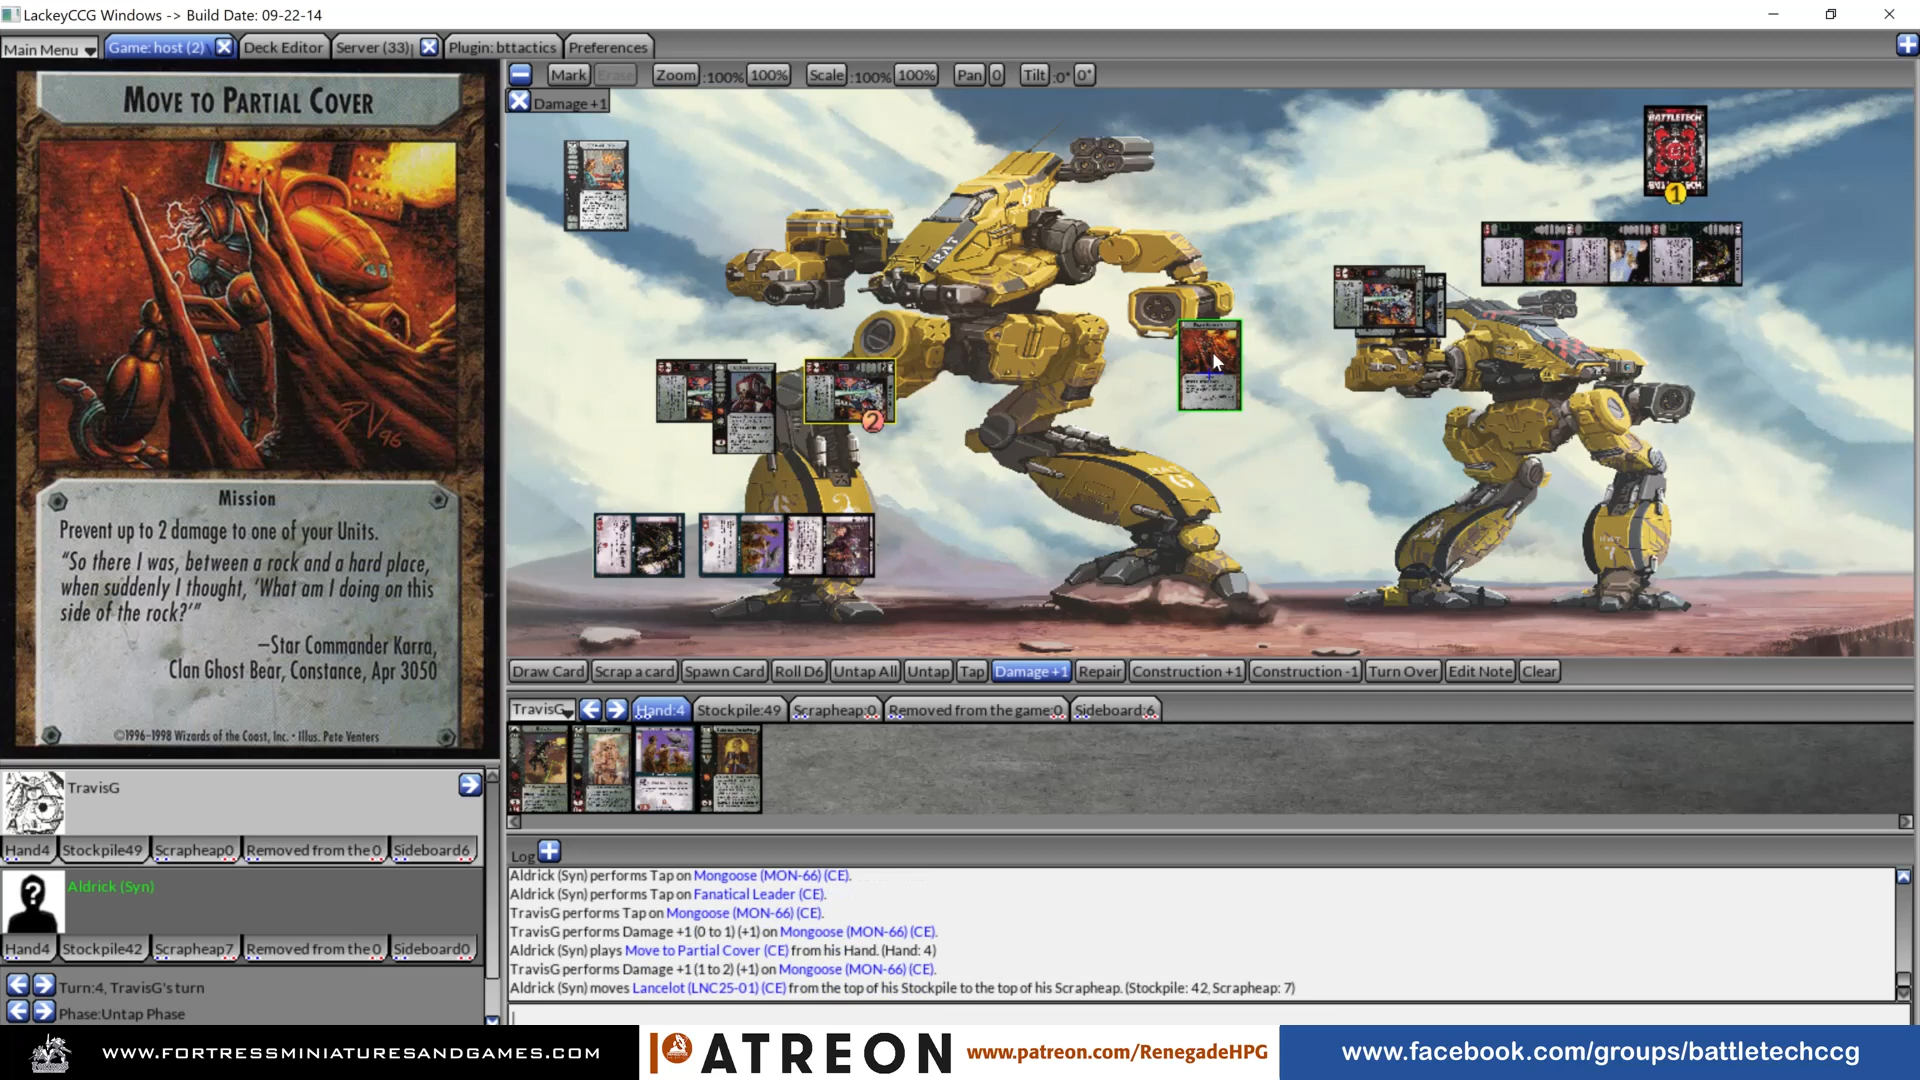 LackeyCCG Windows -> Build Date: 09-22-14
Main Menu
Game: host (2)
Deck Editor
Server (33)
Plugin: bttactics
Preferences
Mark
Erase
Zoom :100% 100%
Scale :100% 100%
Pan 0
Tilt :0° 0°
Damage +1
MOVE TO PARTIAL COVER
PV 96
Mission
Prevent up to 2 damage to one of your Units.
“So there I was, between a rock and a hard place,
when suddenly I thought, ‘What am I doing on this
side of the rock?’”
—Star Commander Karra,
Clan Ghost Bear, Constance, Apr 3050
©1996-1998 Wizards of the Coast, Inc. • Illus. Pete Venters
BATTLETECH
1
RAT
2
Draw Card
Scrap a card
Spawn Card
Roll D6
Untap All
Untap
Tap
Damage +1
Repair
Construction +1
Construction -1
Turn Over
Edit Note
Clear
TravisG
Hand:4
Stockpile:49
Scrapheap:0
Removed from the game:0
Sideboard:6
TravisG
Hand4
Stockpile49
Scrapheap0
Removed from the 0
Sideboard6
Aldrick (Syn)
Hand4
Stockpile42
Scrapheap7
Removed from the 0
Sideboard0
Turn:4, TravisG's turn
Phase:Untap Phase
Log
Aldrick (Syn) performs Tap on Mongoose (MON-66) (CE).
Aldrick (Syn) performs Tap on Fanatical Leader (CE).
TravisG performs Tap on Mongoose (MON-66) (CE).
TravisG performs Damage +1 (0 to 1) (+1) on Mongoose (MON-66) (CE).
Aldrick (Syn) plays Move to Partial Cover (CE) from his Hand. (Hand: 4)
TravisG performs Damage +1 (1 to 2) (+1) on Mongoose (MON-66) (CE).
Aldrick (Syn) moves Lancelot (LNC25-01) (CE) from the top of his Stockpile to the top of his Scrapheap. (Stockpile: 42, Scrapheap: 7)
WWW.FORTRESSMINIATURESANDGAMES.COM
PATREON www.patreon.com/RenegadeHPG
www.facebook.com/groups/battletechccg